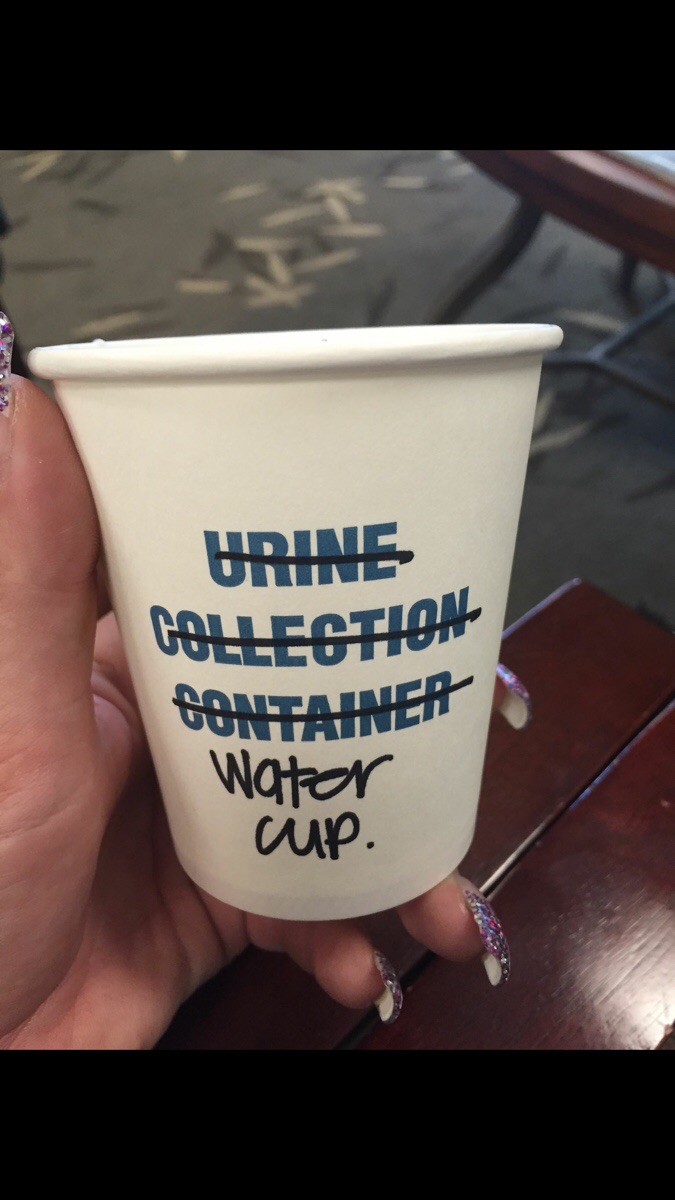 URINE
COLLECTION
CONTAINER
Water
cup.